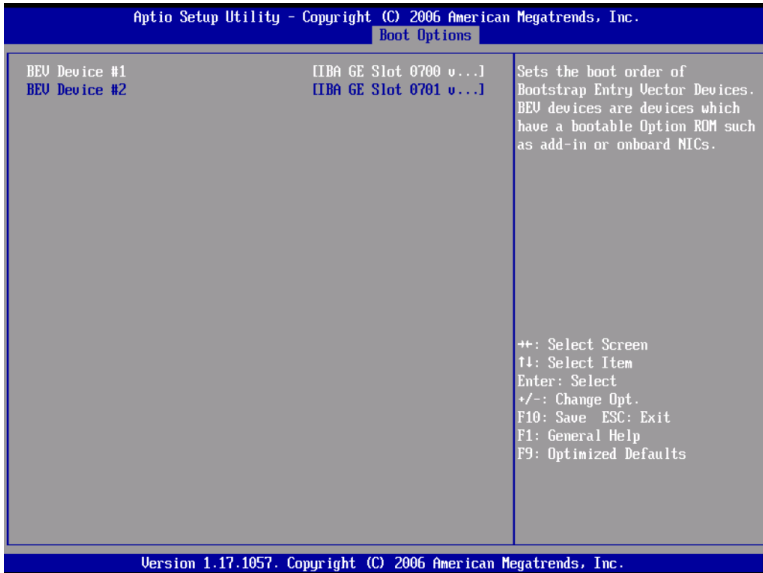 Aptio Setup Utility - Copyright (C) 2006 American Megatrends, Inc.
Boot Options
BEV Device #1 [IBA GE Slot 0700 v...]
BEV Device #2 [IBA GE Slot 0701 v...]
Sets the boot order of
Bootstrap Entry Vector Devices.
BEV devices are devices which
have a bootable Option ROM such
as add-in or onboard NICs.
→←: Select Screen
↑↓: Select Item
Enter: Select
+/-: Change Opt.
F10: Save ESC: Exit
F1: General Help
F9: Optimized Defaults
Version 1.17.1057. Copyright (C) 2006 American Megatrends, Inc.